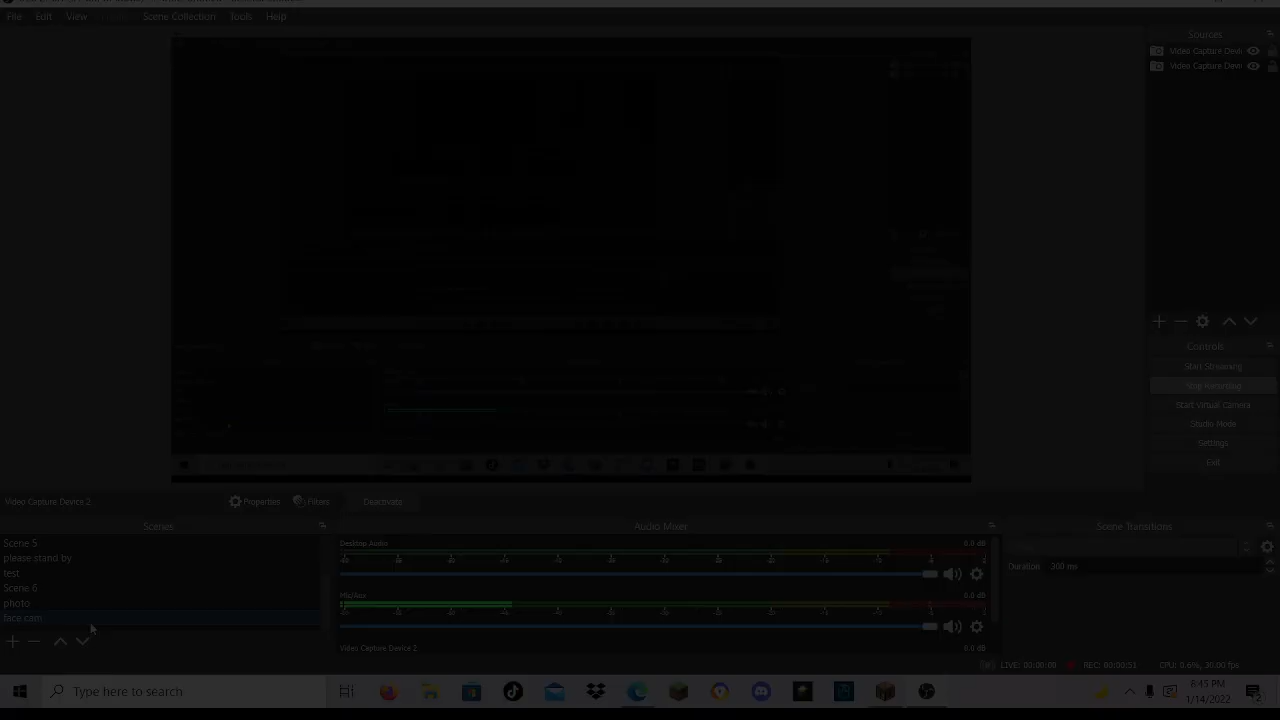 File Edit View Scene Collection Tools Help
Sources
Video Capture Devi
Video Capture Devi
Controls
Start Streaming
Stop Recording
Start Virtual Camera
Studio Mode
Settings
Exit
Video Capture Device 2 Properties Filters Deactivate
Scenes
Scene 5
please stand by
test
Scene 6
photo
face cam
Audio Mixer
Desktop Audio 0.0 dB
Mic/Aux 0.0 dB
Video Capture Device 2 0.0 dB
Scene Transitions
Duration 300 ms
LIVE: 00:00:00 REC: 00:00:51 CPU: 0.6%, 30.00 fps
Type here to search
8:45 PM
1/14/2022